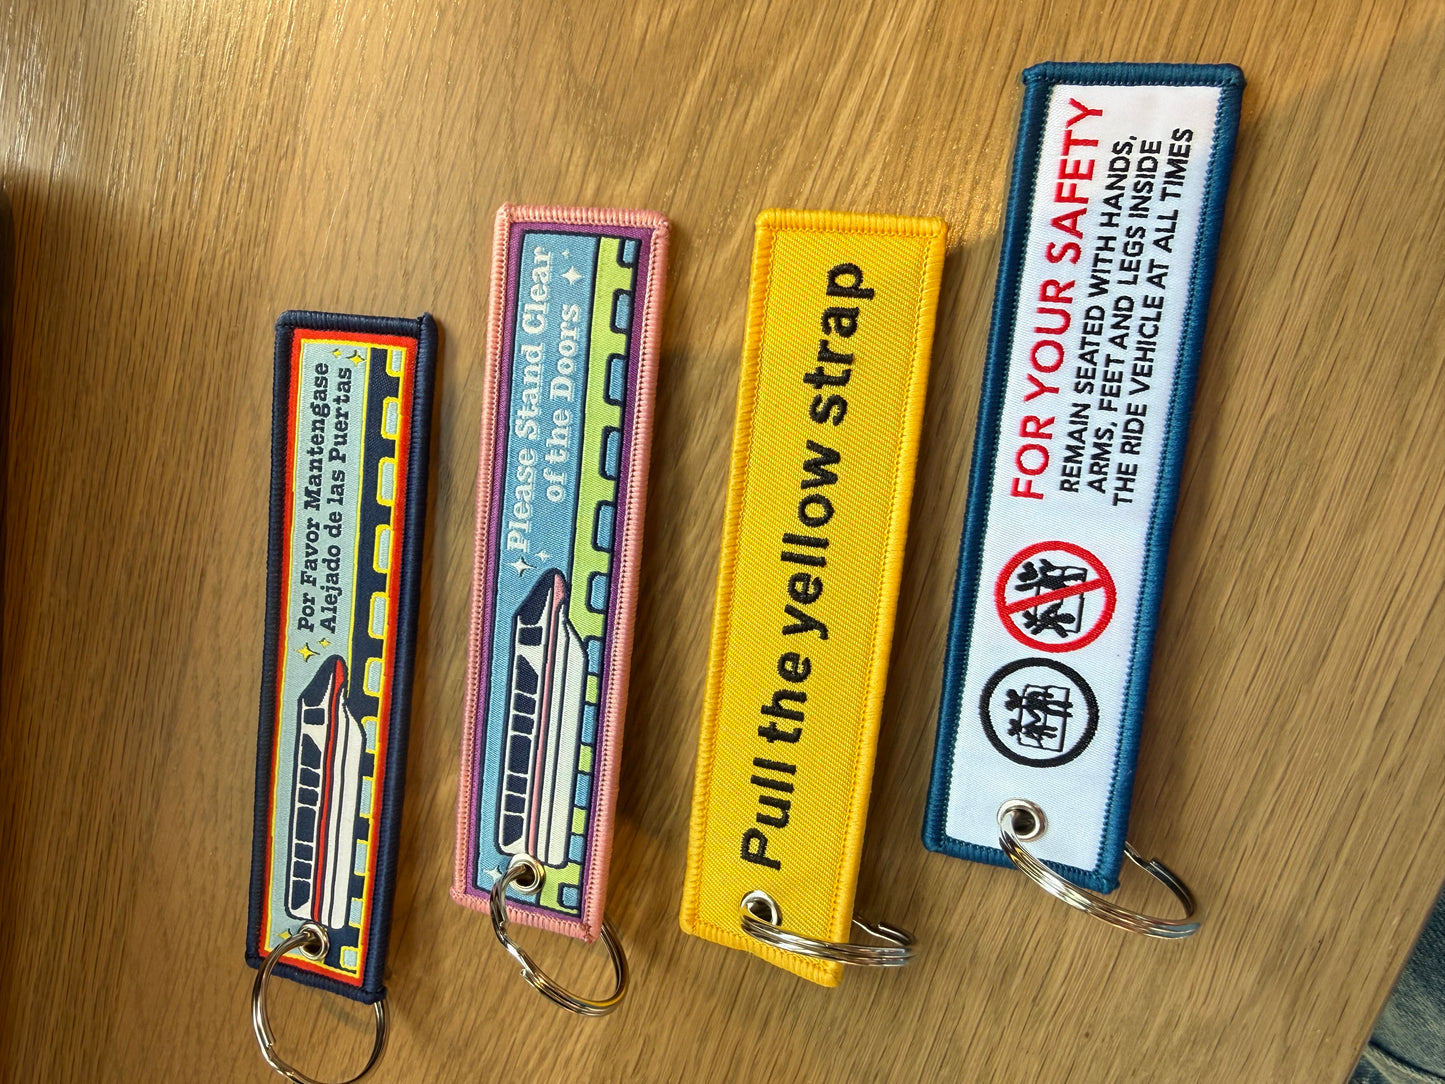 Por Favor Mantengase
Alejado de las Puertas
Please Stand Clear
of the Doors
Pull the yellow strap
FOR YOUR SAFETY
REMAIN SEATED WITH HANDS,
ARMS, FEET AND LEGS INSIDE
THE RIDE VEHICLE AT ALL TIMES